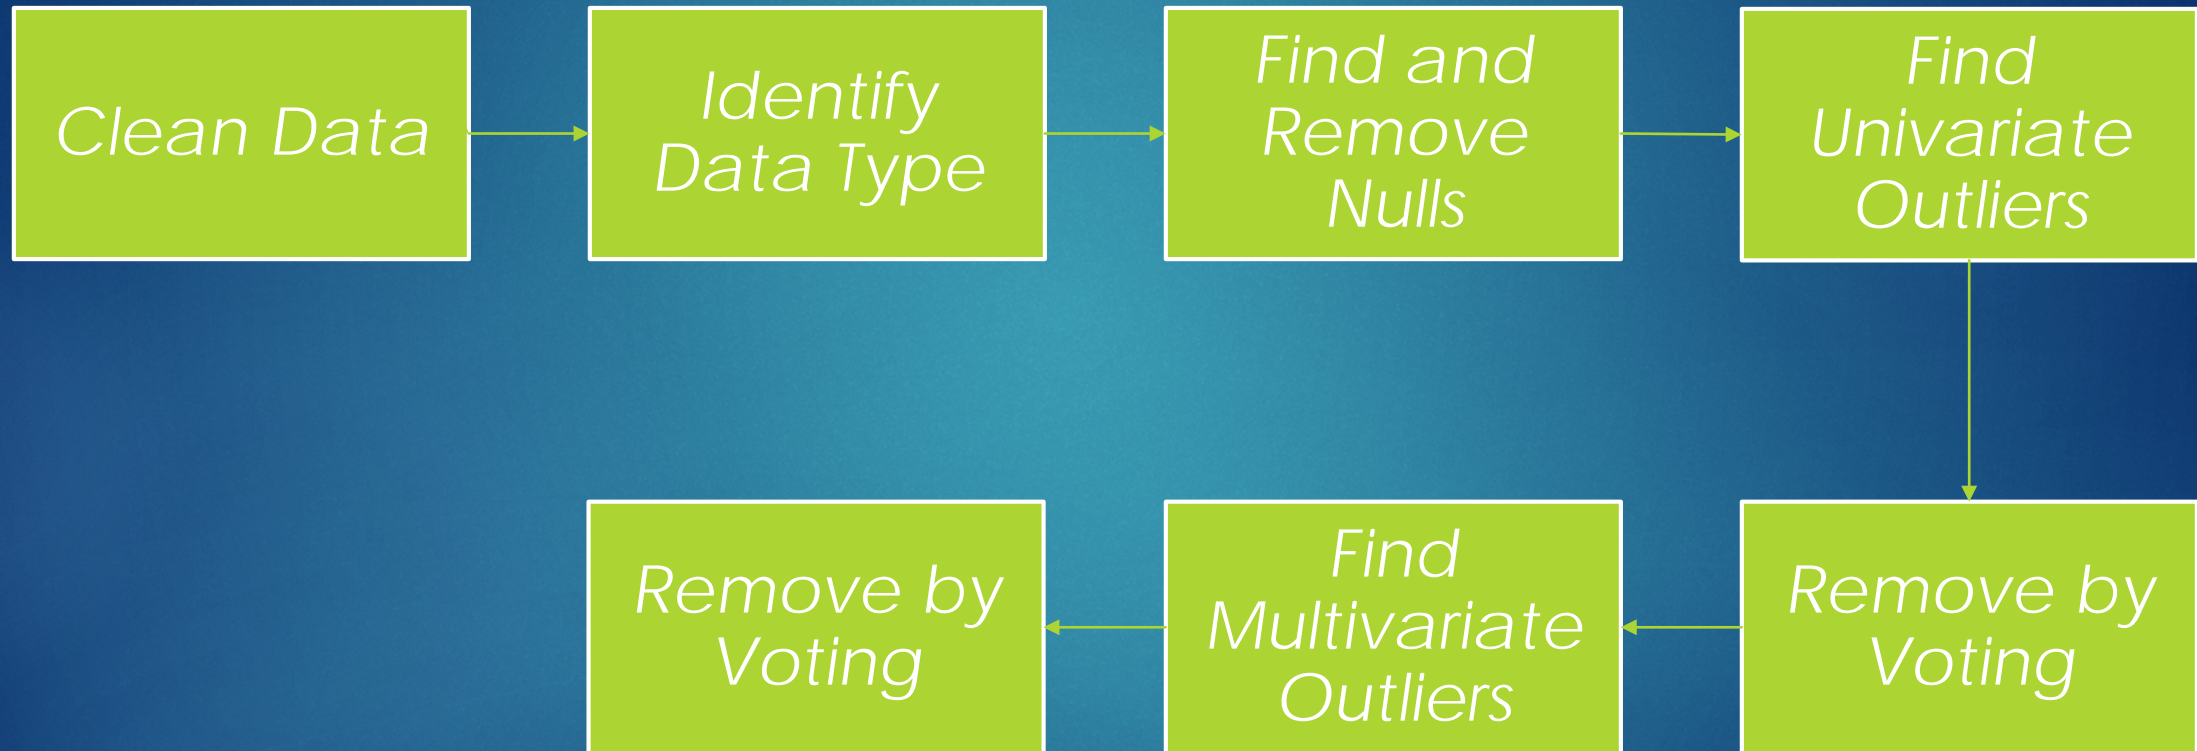 Clean Data
Identify
Data Type
Find and
Remove
Nulls
Find
Univariate
Outliers
Remove by
Voting
Find
Multivariate
Outliers
Remove by
Voting